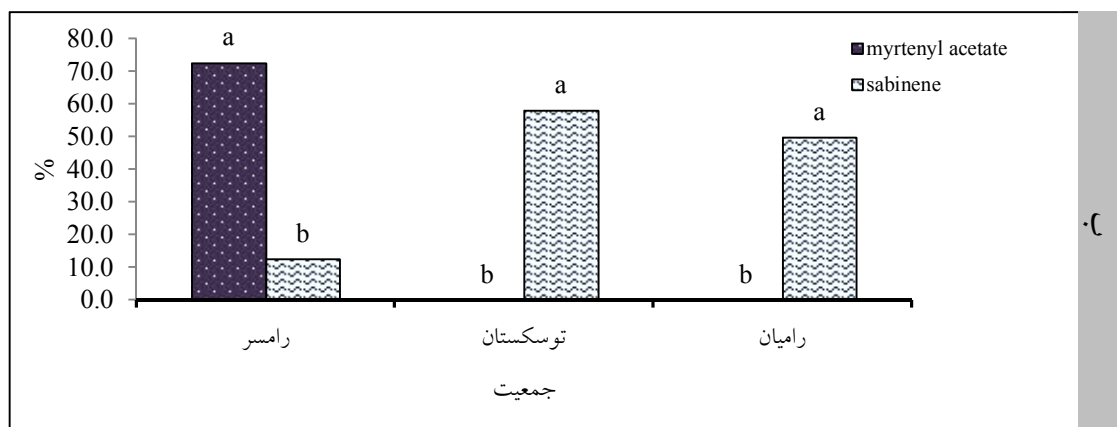 80.0
70.0
60.0
50.0
40.0
30.0
20.0
10.0
0.0
%
a
b
b
a
b
a
myrtenyl acetate
sabinene
رامسر
توسکستان
رامیان
جمعیت